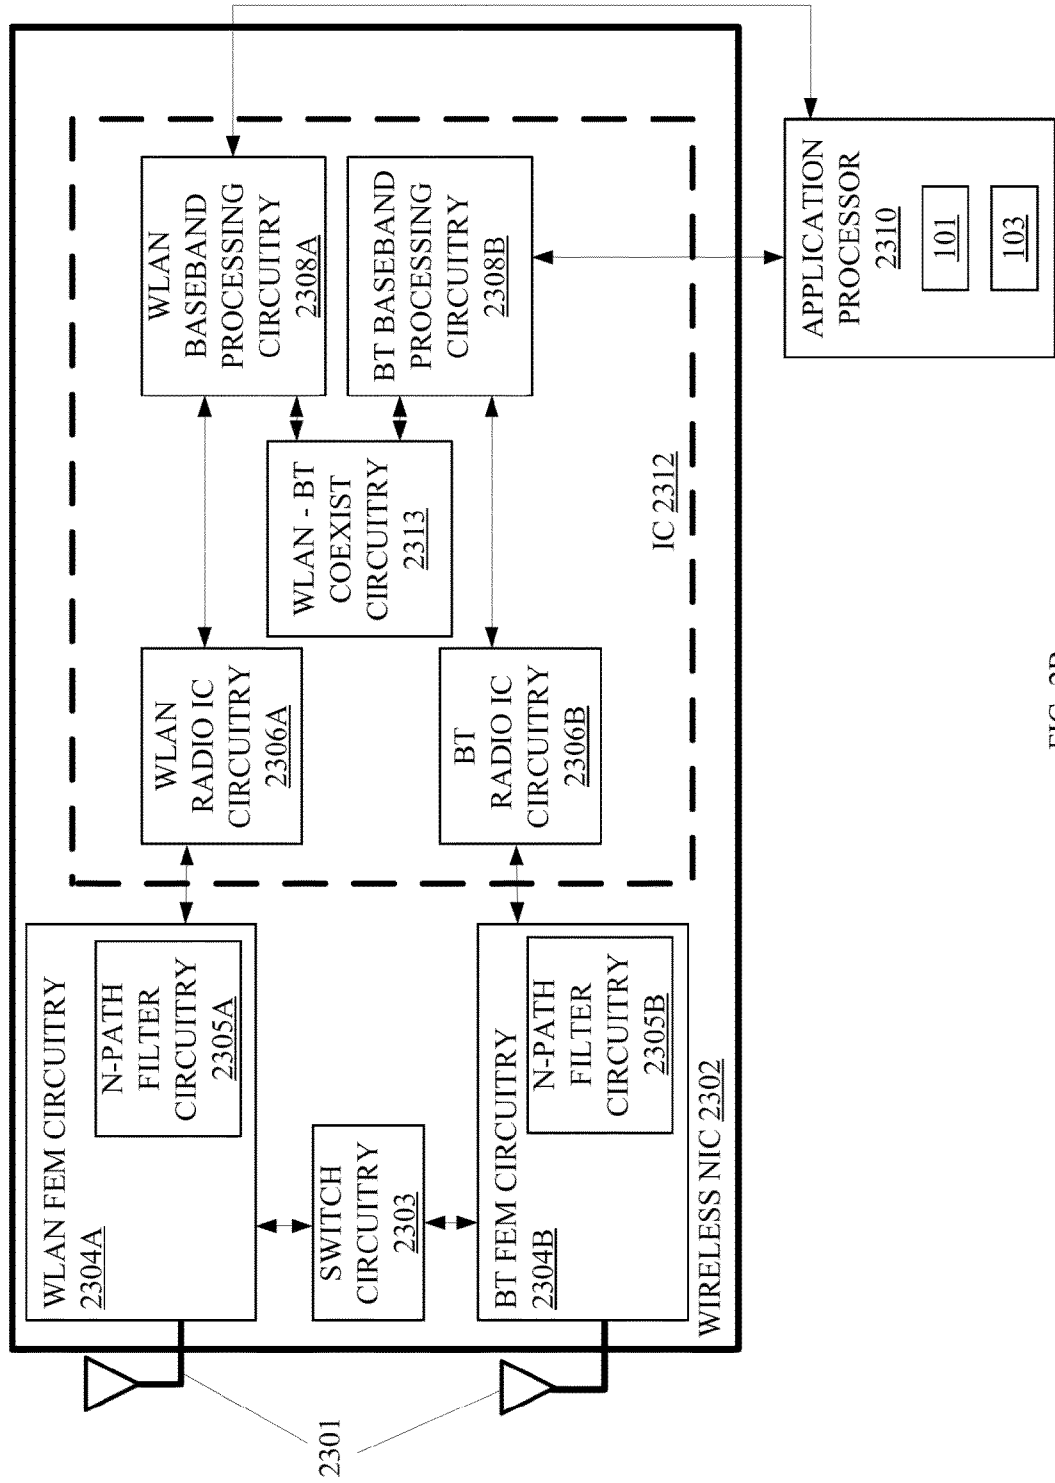 2301
WLAN FEM CIRCUITRY
2304A
N-PATH
FILTER
CIRCUITRY
2305A
SWITCH
CIRCUITRY
2303
BT FEM CIRCUITRY
2304B
N-PATH
FILTER
CIRCUITRY
2305B
WIRELESS NIC 2302
WLAN
RADIO IC
CIRCUITRY
2306A
BT
RADIO IC
CIRCUITRY
2306B
WLAN - BT
COEXIST
CIRCUITRY
2313
IC 2312
WLAN
BASEBAND
PROCESSING
CIRCUITRY
2308A
BT BASEBAND
PROCESSING
CIRCUITRY
2308B
APPLICATION
PROCESSOR
2310
101
103
FIG.